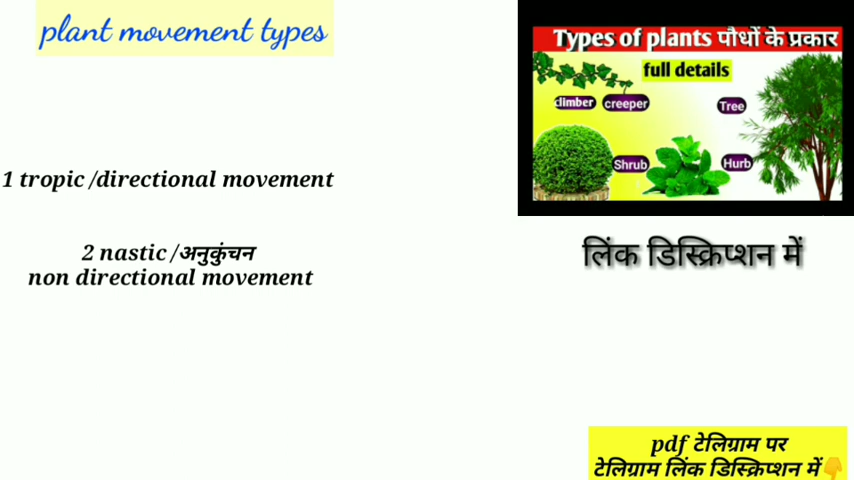 plant movement types
1 tropic /directional movement
2 nastic /अनुकुंचन
non directional movement
Types of plants पौधों के प्रकार
full details
climber
creeper
Tree
Shrub
Hurb
लिंक डिस्क्रिप्शन में
pdf टेलिग्राम पर
टेलिग्राम लिंक डिस्क्रिप्शन में👇